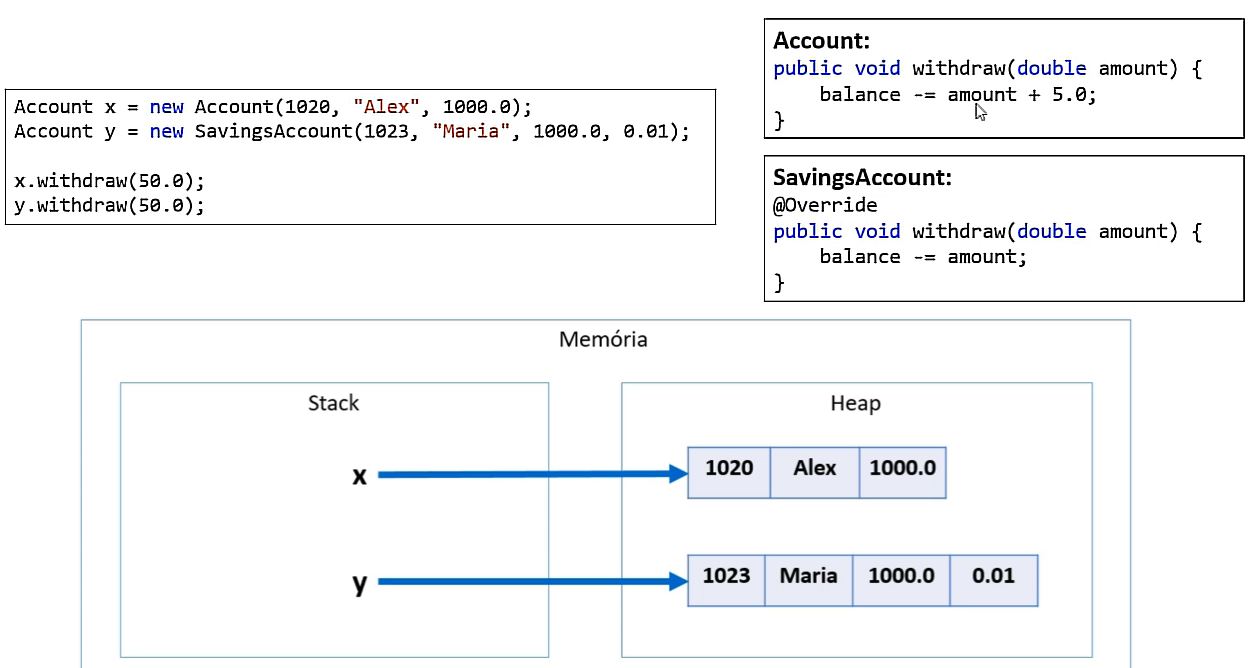 Account x = new Account(1020, "Alex", 1000.0);
Account y = new SavingsAccount(1023, "Maria", 1000.0, 0.01);
x.withdraw(50.0);
y.withdraw(50.0);
Account:
public void withdraw(double amount) {
balance -= amount + 5.0;
}
SavingsAccount:
@Override
public void withdraw(double amount) {
balance -= amount;
}
Memória
Stack
Heap
x
1020 Alex 1000.0
y
1023 Maria 1000.0 0.01